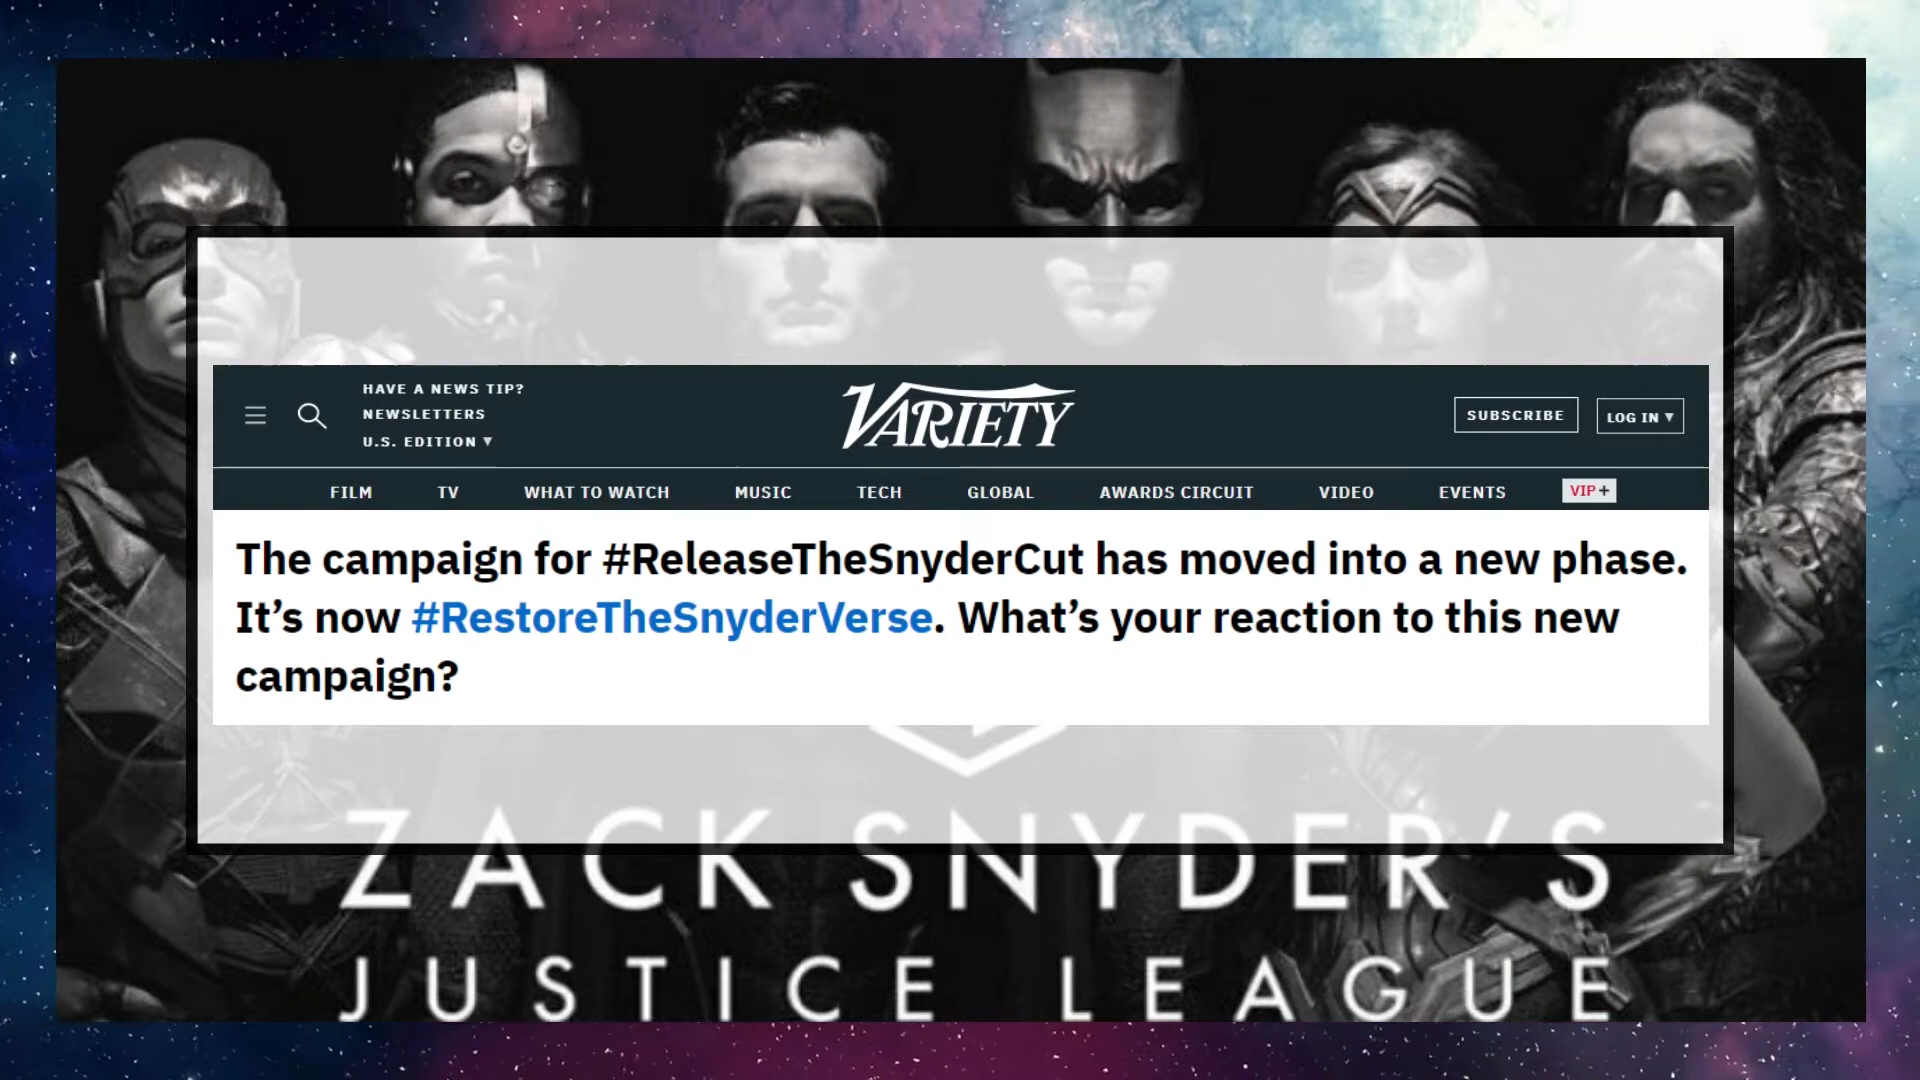 HAVE A NEWS TIP?
NEWSLETTERS
U.S. EDITION ▼
VARIETY
SUBSCRIBE
LOG IN ▼
FILM TV WHAT TO WATCH MUSIC TECH GLOBAL AWARDS CIRCUIT VIDEO EVENTS VIP+
The campaign for #ReleaseTheSnyderCut has moved into a new phase.
It’s now #RestoreTheSnyderVerse. What’s your reaction to this new
campaign?
ZACK SNYDER’S
JUSTICE LEAGUE